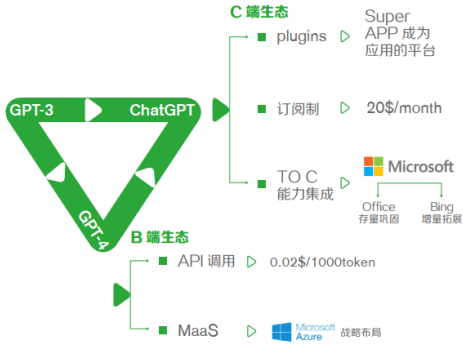 C 端生态
plugins
Super
APP 成为
应用的平台
GPT-3
ChatGPT
订阅制
20$/month
TO C
能力集成
Microsoft
Office
存量巩固
Bing
增量拓展
GPT-4
B 端生态
API 调用
0.02$/1000token
MaaS
Microsoft
Azure
战略布局